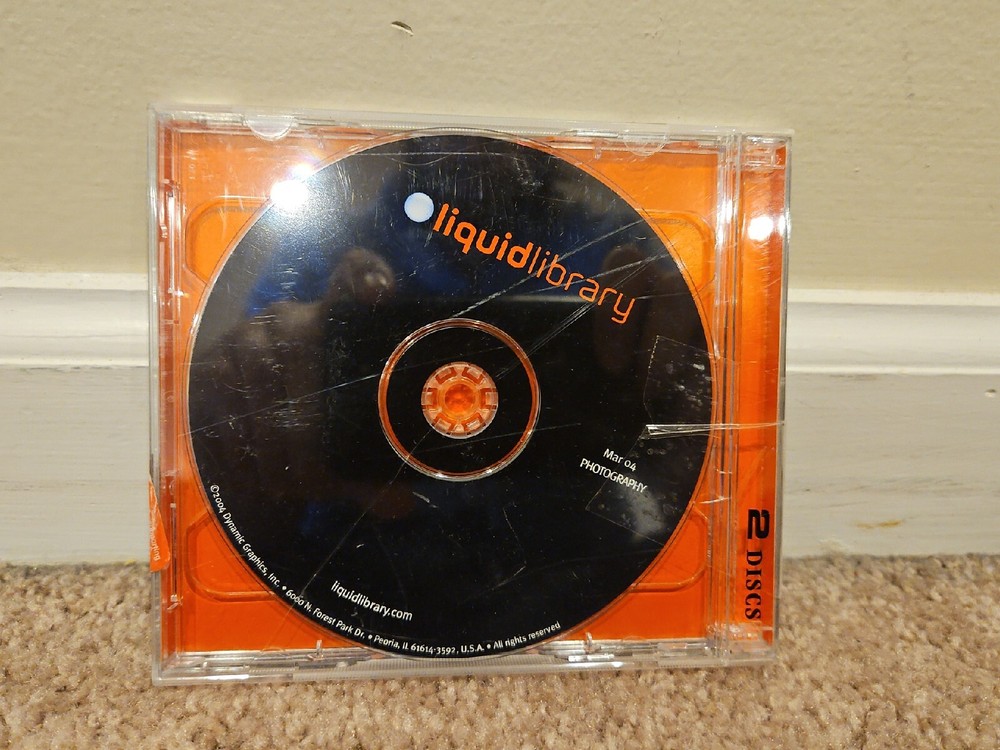 liquidlibrary
Mar 04
PHOTOGRAPHY
2 DISCS
liquidlibrary.com
©2004 Dynamic Graphics, Inc. • 6000 N. Forest Park Dr. • Peoria, IL 61614-3592, U.S.A. • All rights reserved